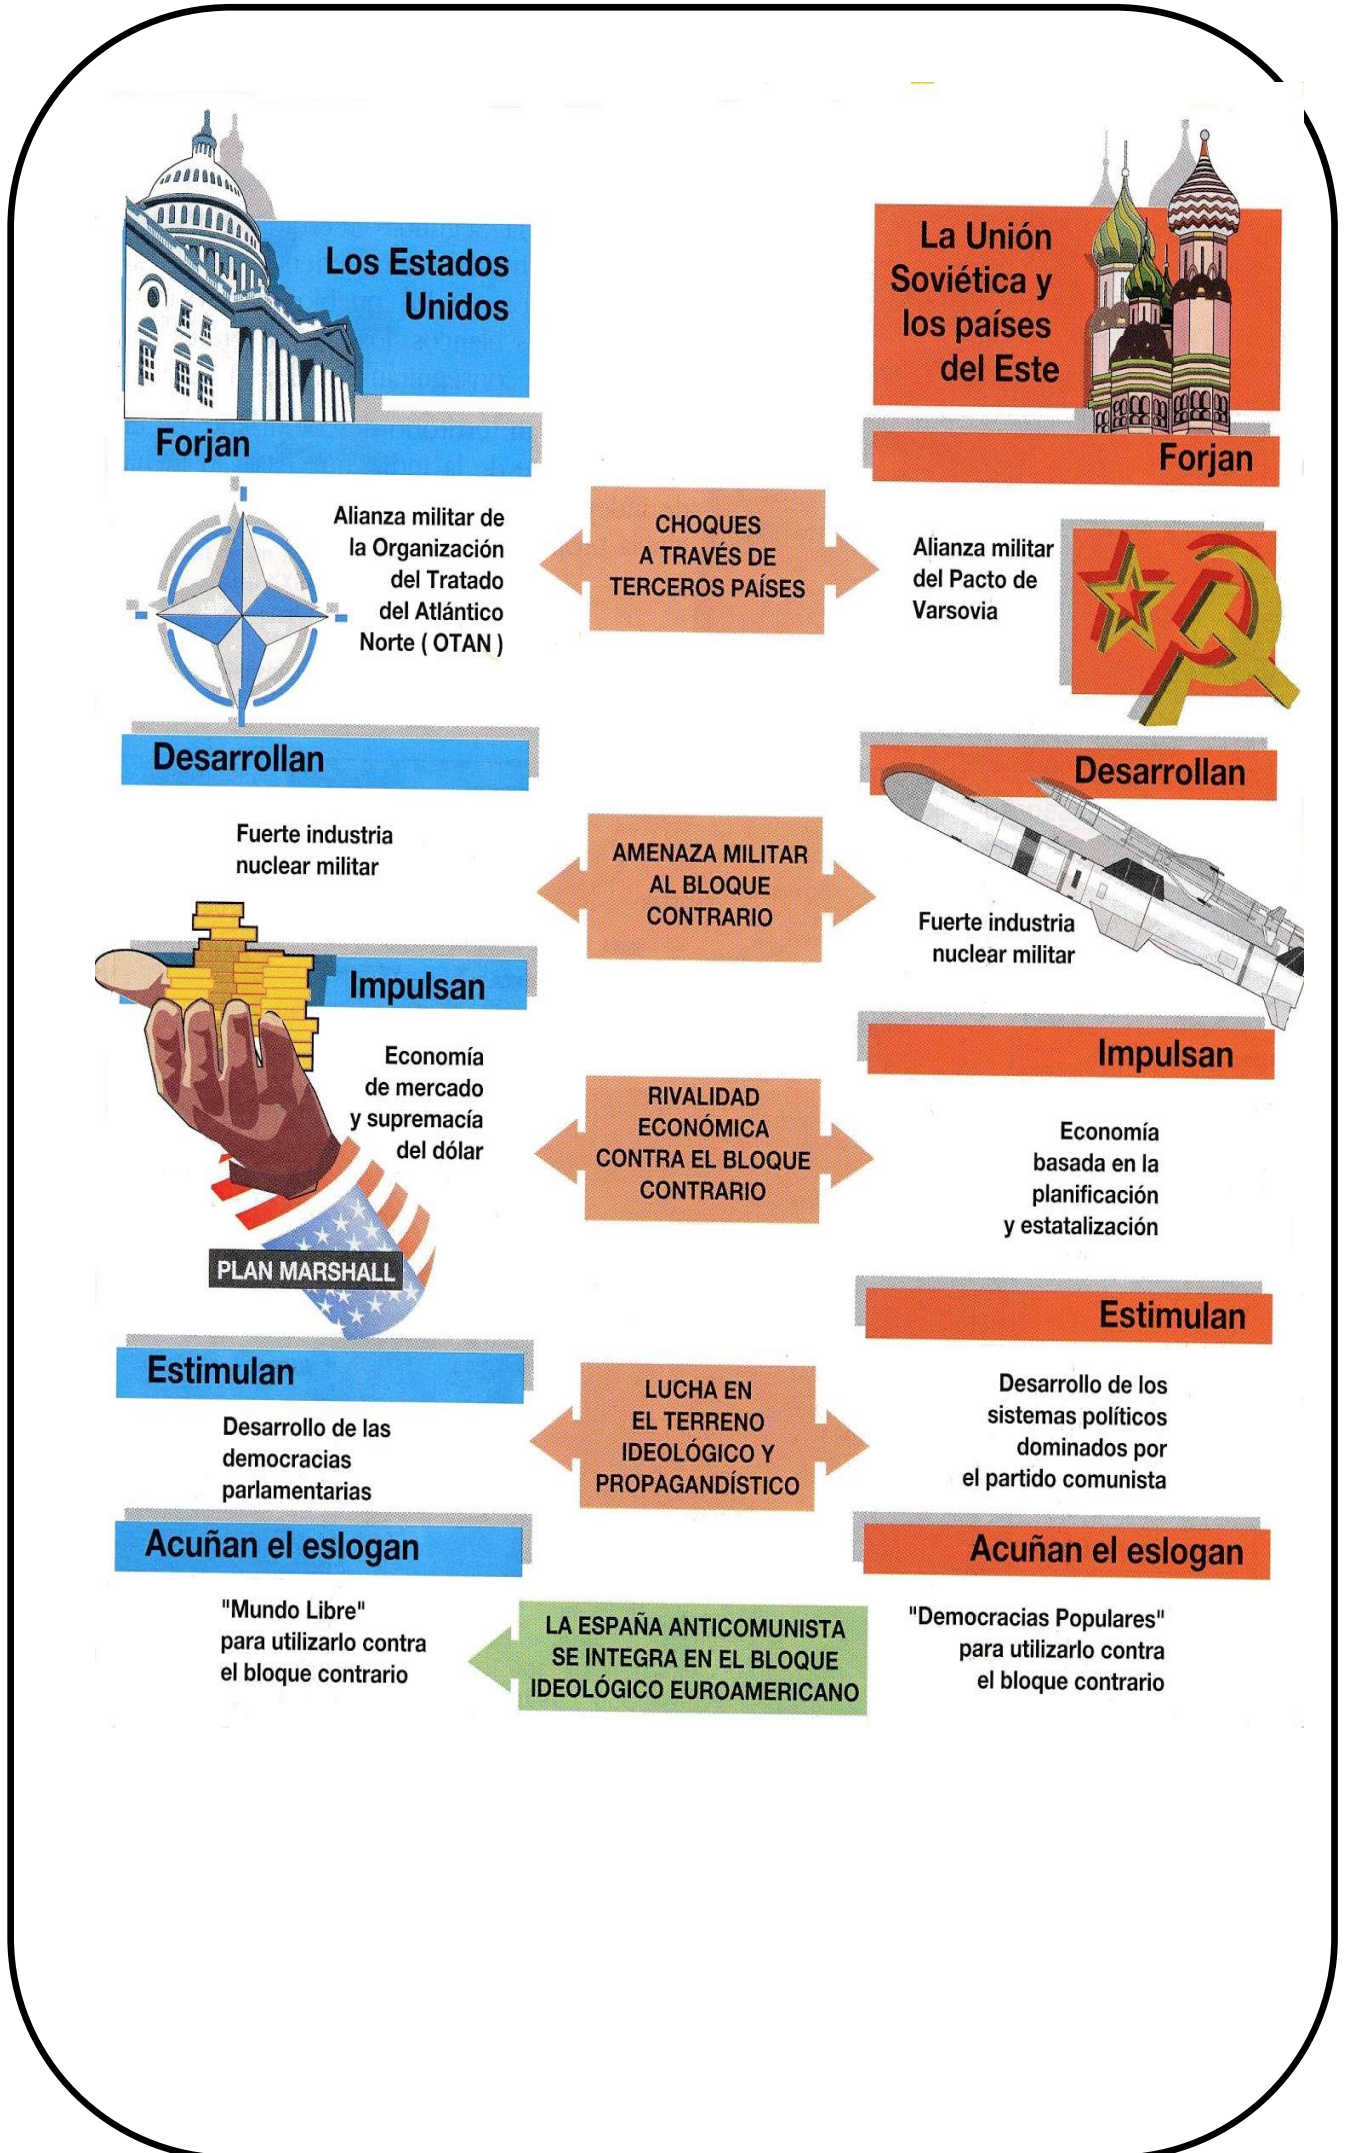 Los Estados
Unidos
Forjan
Alianza militar de
la Organización
del Tratado
del Atlántico
Norte ( OTAN )
Desarrollan
Fuerte industria
nuclear militar
Impulsan
Economía
de mercado
y supremacía
del dólar
PLAN MARSHALL
Estimulan
Desarrollo de las
democracias
parlamentarias
Acuñan el eslogan
"Mundo Libre"
para utilizarlo contra
el bloque contrario
CHOQUES
A TRAVÉS DE
TERCEROS PAÍSES
AMENAZA MILITAR
AL BLOQUE
CONTRARIO
RIVALIDAD
ECONÓMICA
CONTRA EL BLOQUE
CONTRARIO
LUCHA EN
EL TERRENO
IDEOLÓGICO Y
PROPAGANDÍSTICO
LA ESPAÑA ANTICOMUNISTA
SE INTEGRA EN EL BLOQUE
IDEOLÓGICO EUROAMERICANO
La Unión
Soviética y
los países
del Este
Forjan
Alianza militar
del Pacto de
Varsovia
Desarrollan
Fuerte industria
nuclear militar
Impulsan
Economía
basada en la
planificación
y estatalización
Estimulan
Desarrollo de los
sistemas políticos
dominados por
el partido comunista
Acuñan el eslogan
"Democracias Populares"
para utilizarlo contra
el bloque contrario